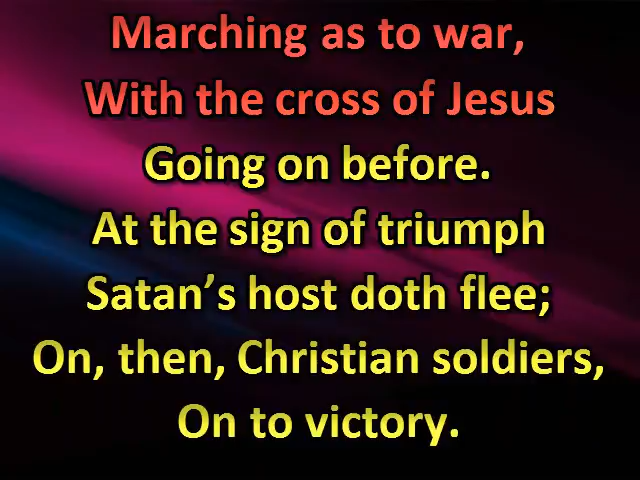 Marching as to war,
With the cross of Jesus
Going on before.
At the sign of triumph
Satan’s host doth flee;
On, then, Christian soldiers,
On to victory.